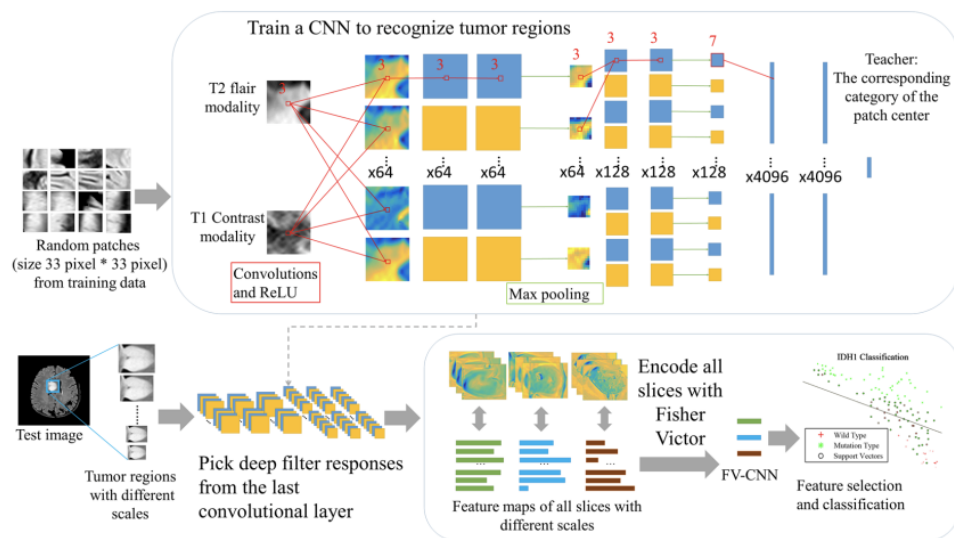 Train a CNN to recognize tumor regions
T2 flair
modality
T1 Contrast
modality
Random patches
(size 33 pixel * 33 pixel)
from training data
Convolutions
and ReLU
Max pooling
3
3
3
3
3
3
3
7
x64
x64
x64
x64
x128
x128
x128
x4096
x4096
Teacher:
The corresponding
category of the
patch center
Test image
Tumor regions
with different
scales
Pick deep filter responses
from the last
convolutional layer
Feature maps of all slices with
different scales
Encode all
slices with
Fisher
Victor
FV-CNN
IDH1 Classification
Wild Type
Mutation Type
Support Vectors
Feature selection
and classification